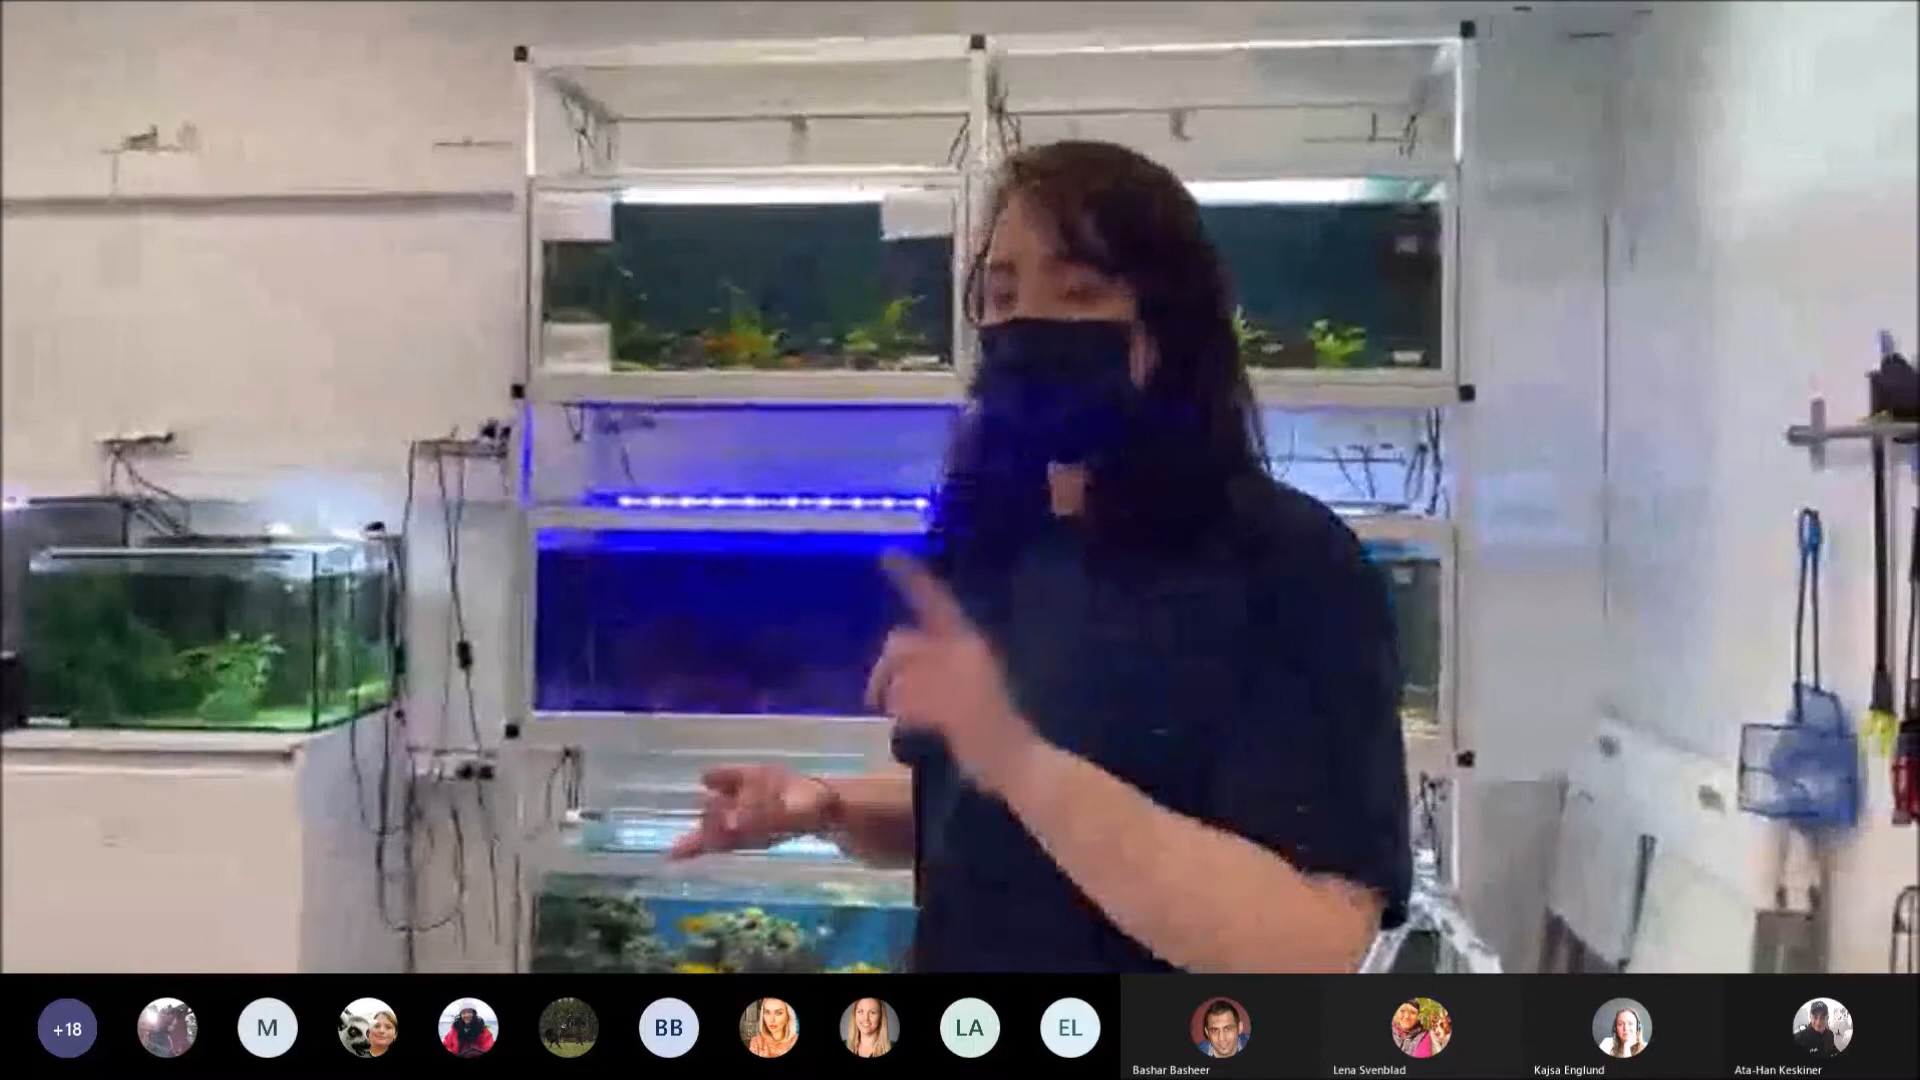 +18
M
BB
LA
EL
Bashar Basheer
Lena Svenblad
Kajsa Englund
Ata-Han Keskiner